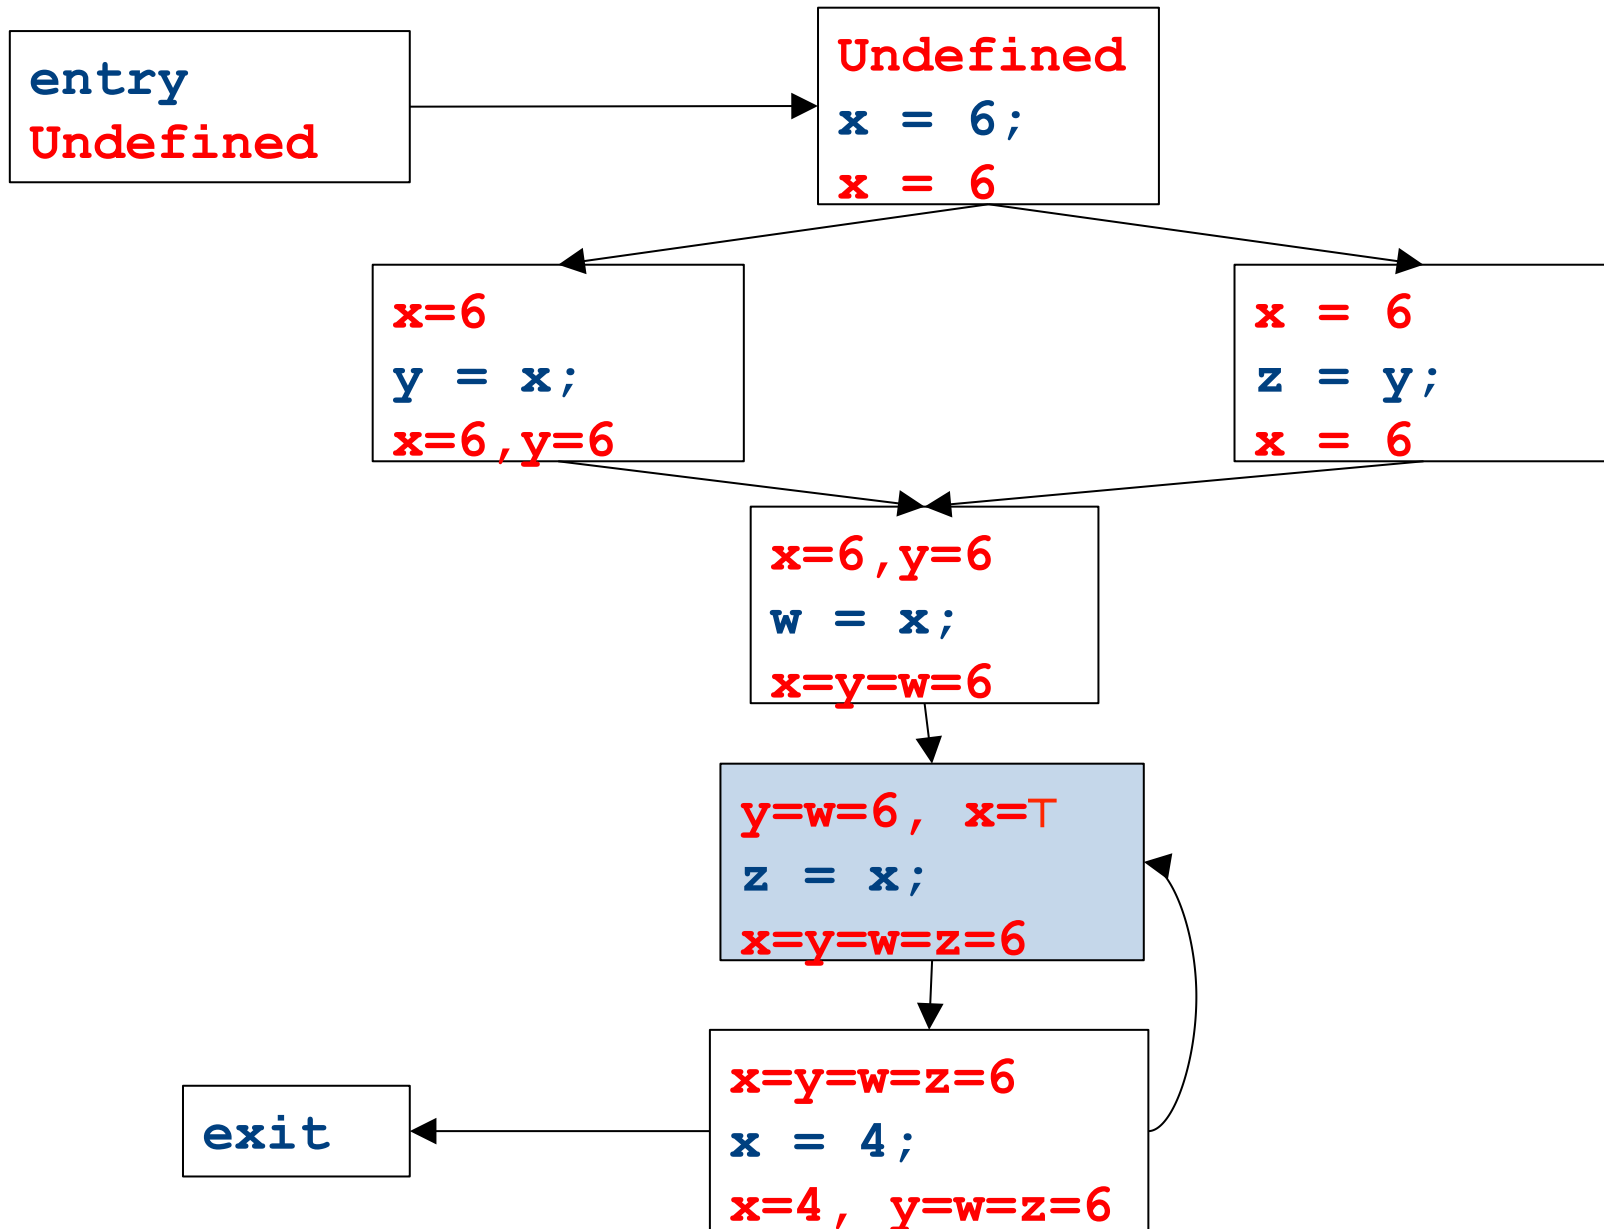 entry
Undefined
Undefined
x = 6;
x = 6
x=6
y = x;
x=6,y=6
x = 6
z = y;
x = 6
x=6,y=6
w = x;
x=y=w=6
y=w=6, x=⊤
z = x;
x=y=w=z=6
x=y=w=z=6
x = 4;
x=4, y=w=z=6
exit